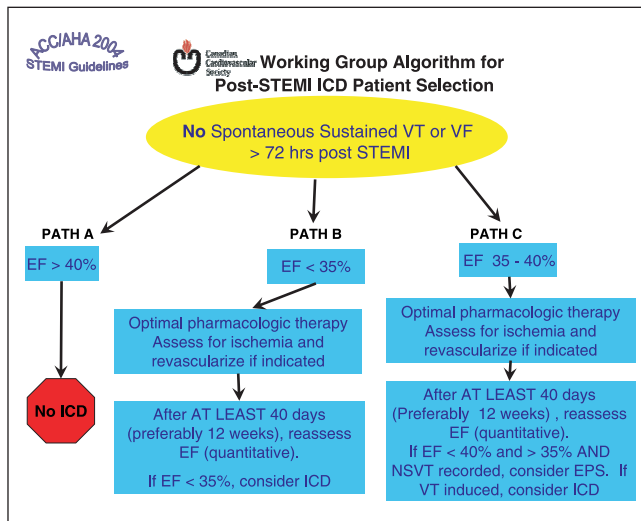 ACC/AHA 2004
STEMI Guidelines
Canadian
Cardiovascular
Society
Working Group Algorithm for
Post-STEMI ICD Patient Selection
No Spontaneous Sustained VT or VF
> 72 hrs post STEMI
PATH A
EF > 40%
No ICD
PATH B
EF < 35%
Optimal pharmacologic therapy
Assess for ischemia and
revascularize if indicated
After AT LEAST 40 days
(preferably 12 weeks), reassess
EF (quantitative).
If EF < 35%, consider ICD
PATH C
EF 35 - 40%
Optimal pharmacologic therapy
Assess for ischemia and
revascularize if indicated
After AT LEAST 40 days
(Preferably 12 weeks) , reassess
EF (quantitative).
If EF < 40% and > 35% AND
NSVT recorded, consider EPS. If
VT induced, consider ICD